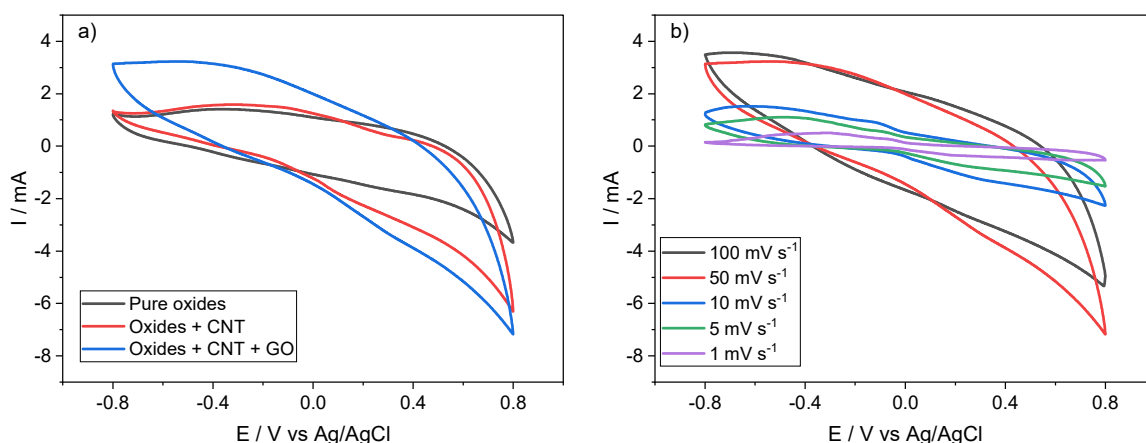 a)
4
2
0
-2
-4
-6
-8
I / mA
Pure oxides
Oxides + CNT
Oxides + CNT + GO
-0.8
-0.4
0.0
0.4
0.8
E / V vs Ag/AgCl
b)
4
2
0
-2
-4
-6
-8
I / mA
100 mV s⁻¹
50 mV s⁻¹
10 mV s⁻¹
5 mV s⁻¹
1 mV s⁻¹
-0.8
-0.4
0.0
0.4
0.8
E / V vs Ag/AgCl